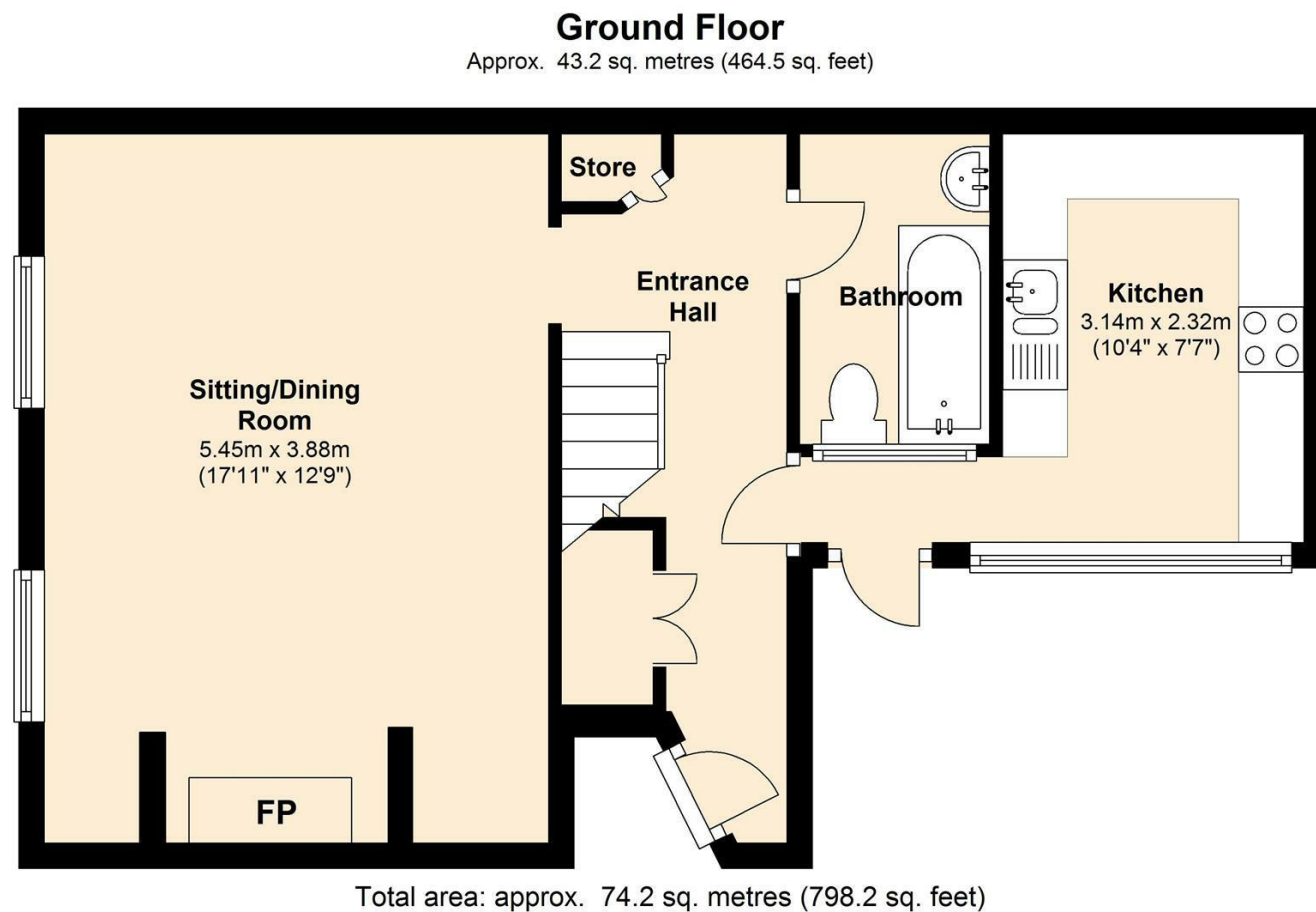 Ground Floor
Approx. 43.2 sq. metres (464.5 sq. feet)
Store
Entrance
Hall
Bathroom
Kitchen
3.14m x 2.32m
(10'4" x 7'7")
Sitting/Dining
Room
5.45m x 3.88m
(17'11" x 12'9")
FP
Total area: approx. 74.2 sq. metres (798.2 sq. feet)